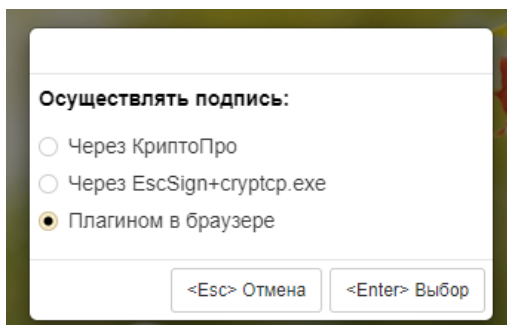 Осуществлять подпись:
Через КриптоПро
Через EscSign+cryptcp.exe
Плагином в браузере
<Esc> Отмена
<Enter> Выбор